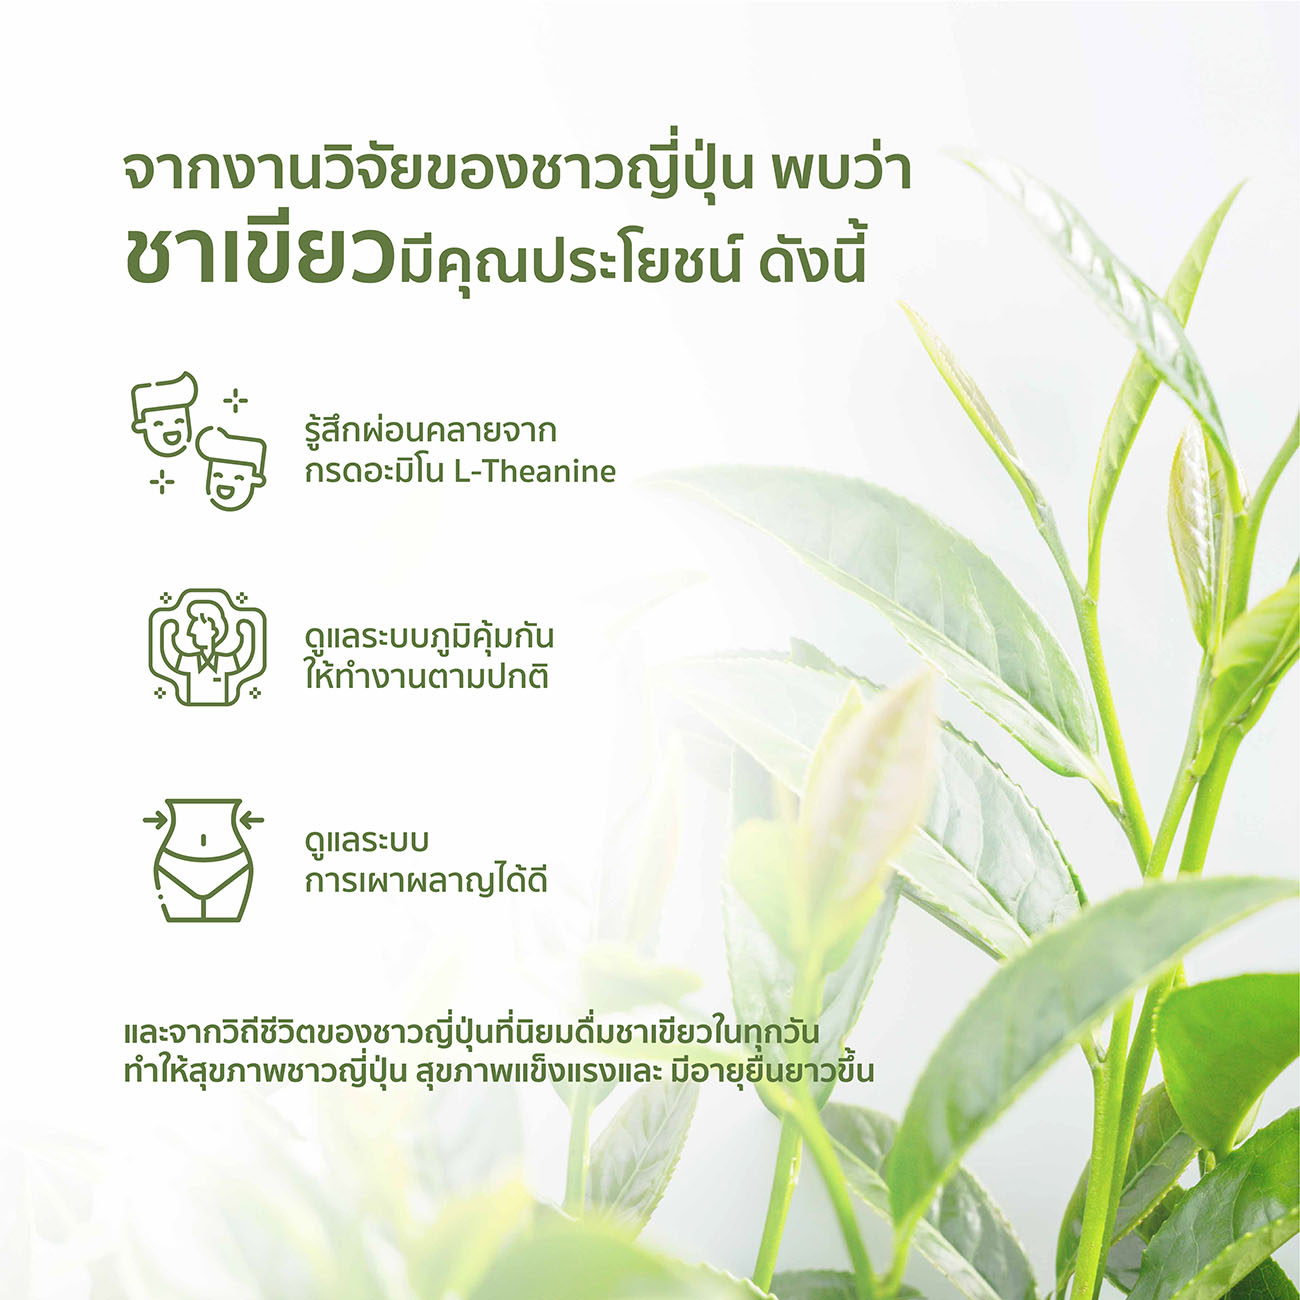 จากงานวิจัยของชาวญี่ปุ่น พบว่า
ชาเขียวมีคุณประโยชน์ ดังนี้
รู้สึกผ่อนคลายจาก
กรดอะมิโน L-Theanine
ดูแลระบบภูมิคุ้มกัน
ให้ทำงานตามปกติ
ดูแลระบบ
การเผาผลาญได้ดี
และจากวิถีชีวิตของชาวญี่ปุ่นที่นิยมดื่มชาเขียวในทุกวัน
ทำให้สุขภาพชาวญี่ปุ่น สุขภาพแข็งแรงและ มีอายุยืนยาวขึ้น